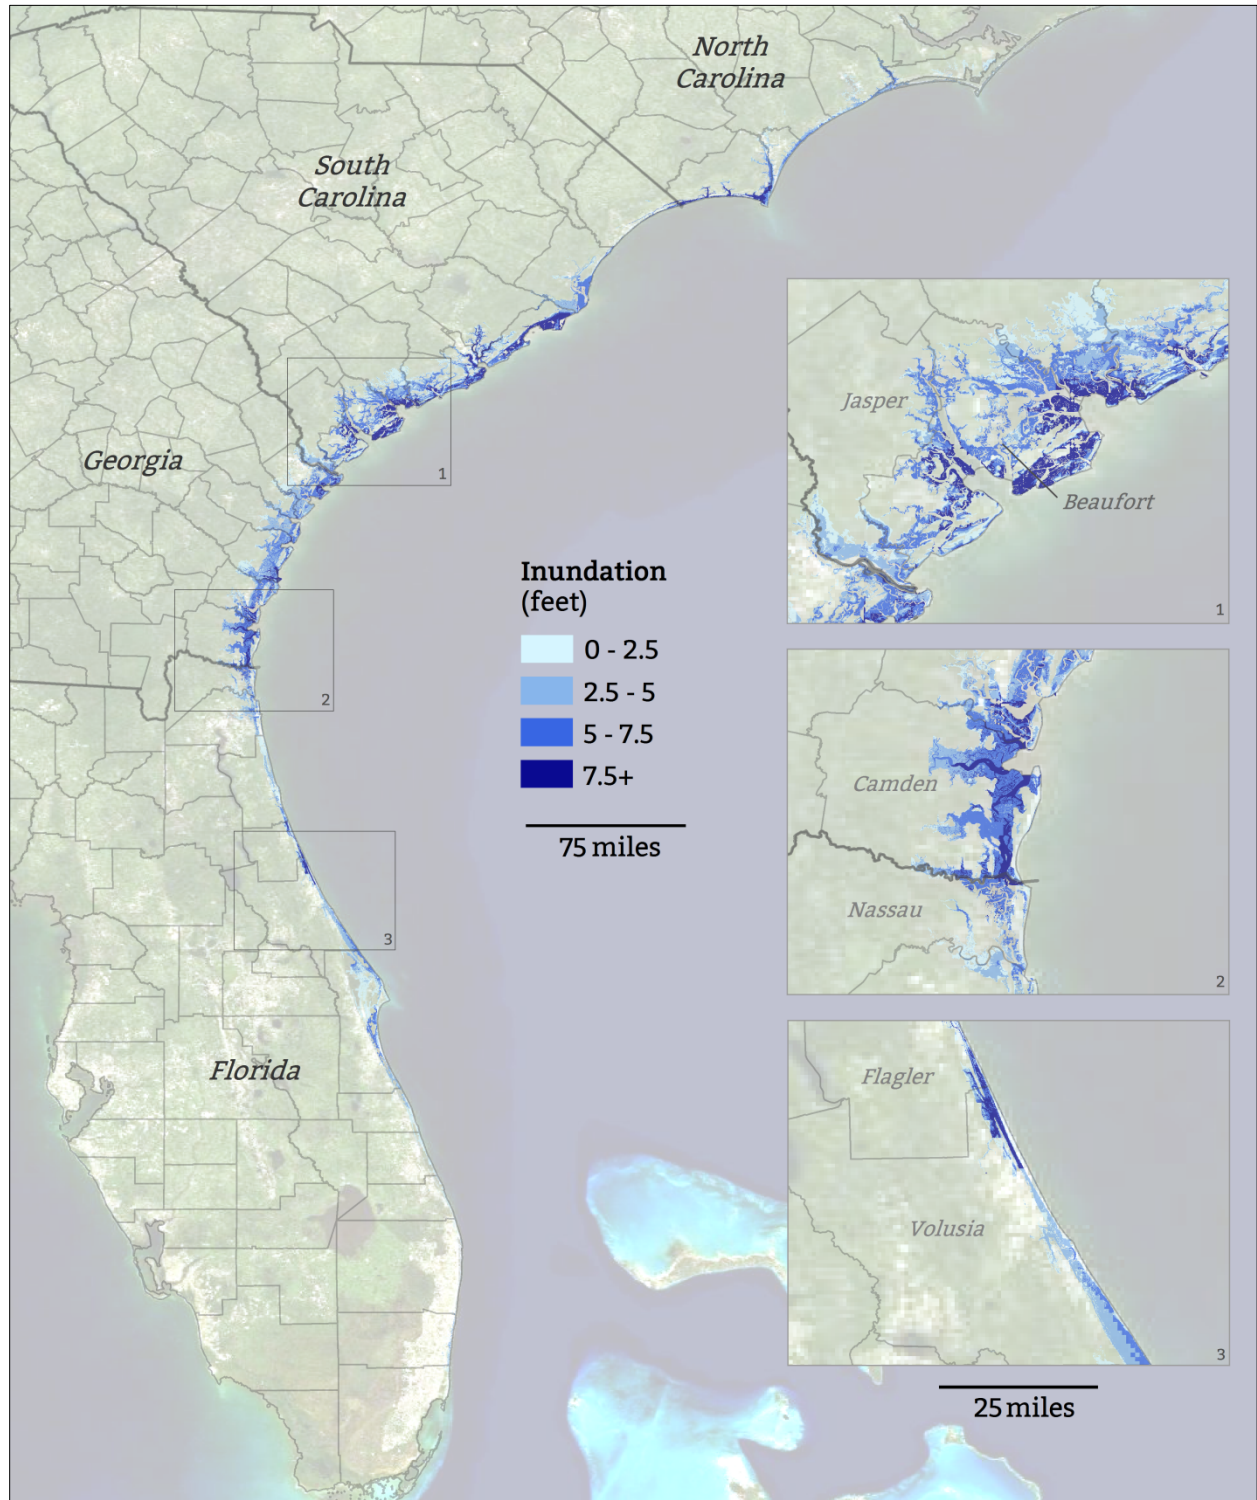 North
Carolina
South
Carolina
Georgia
1
2
3
Florida
Inundation
(feet)
0 - 2.5
2.5 - 5
5 - 7.5
7.5+
75 miles
Jasper
Beaufort
1
Camden
Nassau
2
Flagler
Volusia
3
25 miles